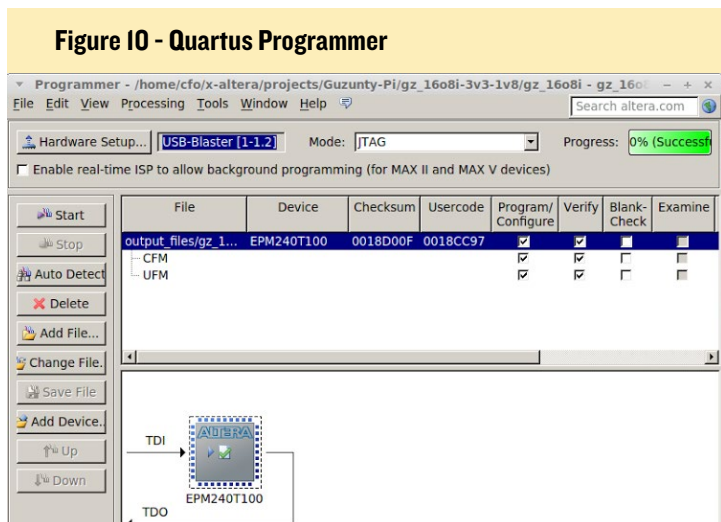 Figure 10 - Quartus Programmer
Programmer - /home/cfo/x-altera/projects/Guzunty-Pi/gz_16o8i-3v3-1v8/gz_16o8i - gz_16o8
File Edit View Processing Tools Window Help
Search altera.com
Hardware Setup... USB-Blaster [1-1.2] Mode: JTAG Progress: 0% (Successf
Enable real-time ISP to allow background programming (for MAX II and MAX V devices)
Start
Stop
Auto Detect
Delete
Add File...
Change File.
Save File
Add Device..
Up
Down
File Device Checksum Usercode Program/ Verify Blank- Examine
Configure Check
output_files/gz_1... EPM240T100 0018D00F 0018CC97
CFM
UFM
TDI
ALTERA
EPM240T100
TDO